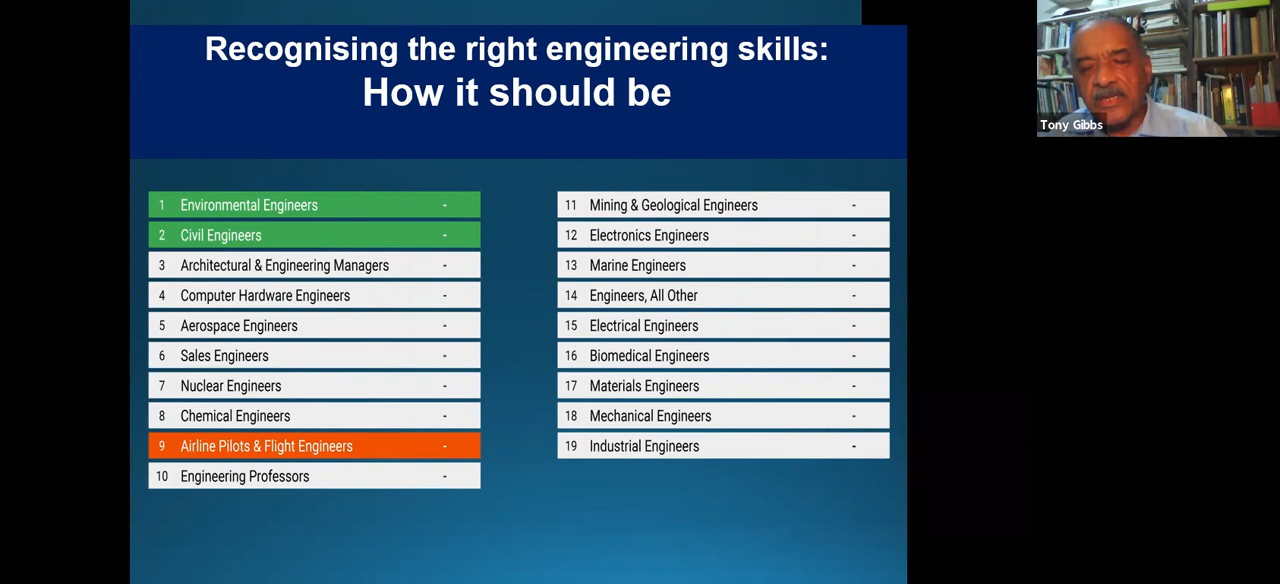 Recognising the right engineering skills:
How it should be
Tony Gibbs
1 Environmental Engineers -
2 Civil Engineers -
3 Architectural & Engineering Managers -
4 Computer Hardware Engineers -
5 Aerospace Engineers -
6 Sales Engineers -
7 Nuclear Engineers -
8 Chemical Engineers -
9 Airline Pilots & Flight Engineers -
10 Engineering Professors -
11 Mining & Geological Engineers -
12 Electronics Engineers -
13 Marine Engineers -
14 Engineers, All Other -
15 Electrical Engineers -
16 Biomedical Engineers -
17 Materials Engineers -
18 Mechanical Engineers -
19 Industrial Engineers -